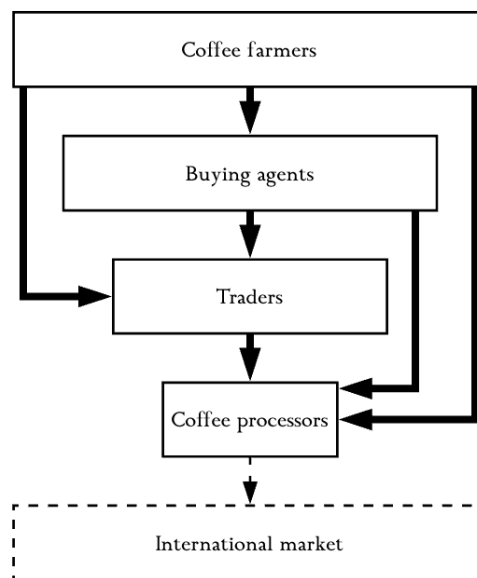 Coffee farmers
Buying agents
Traders
Coffee processors
International market